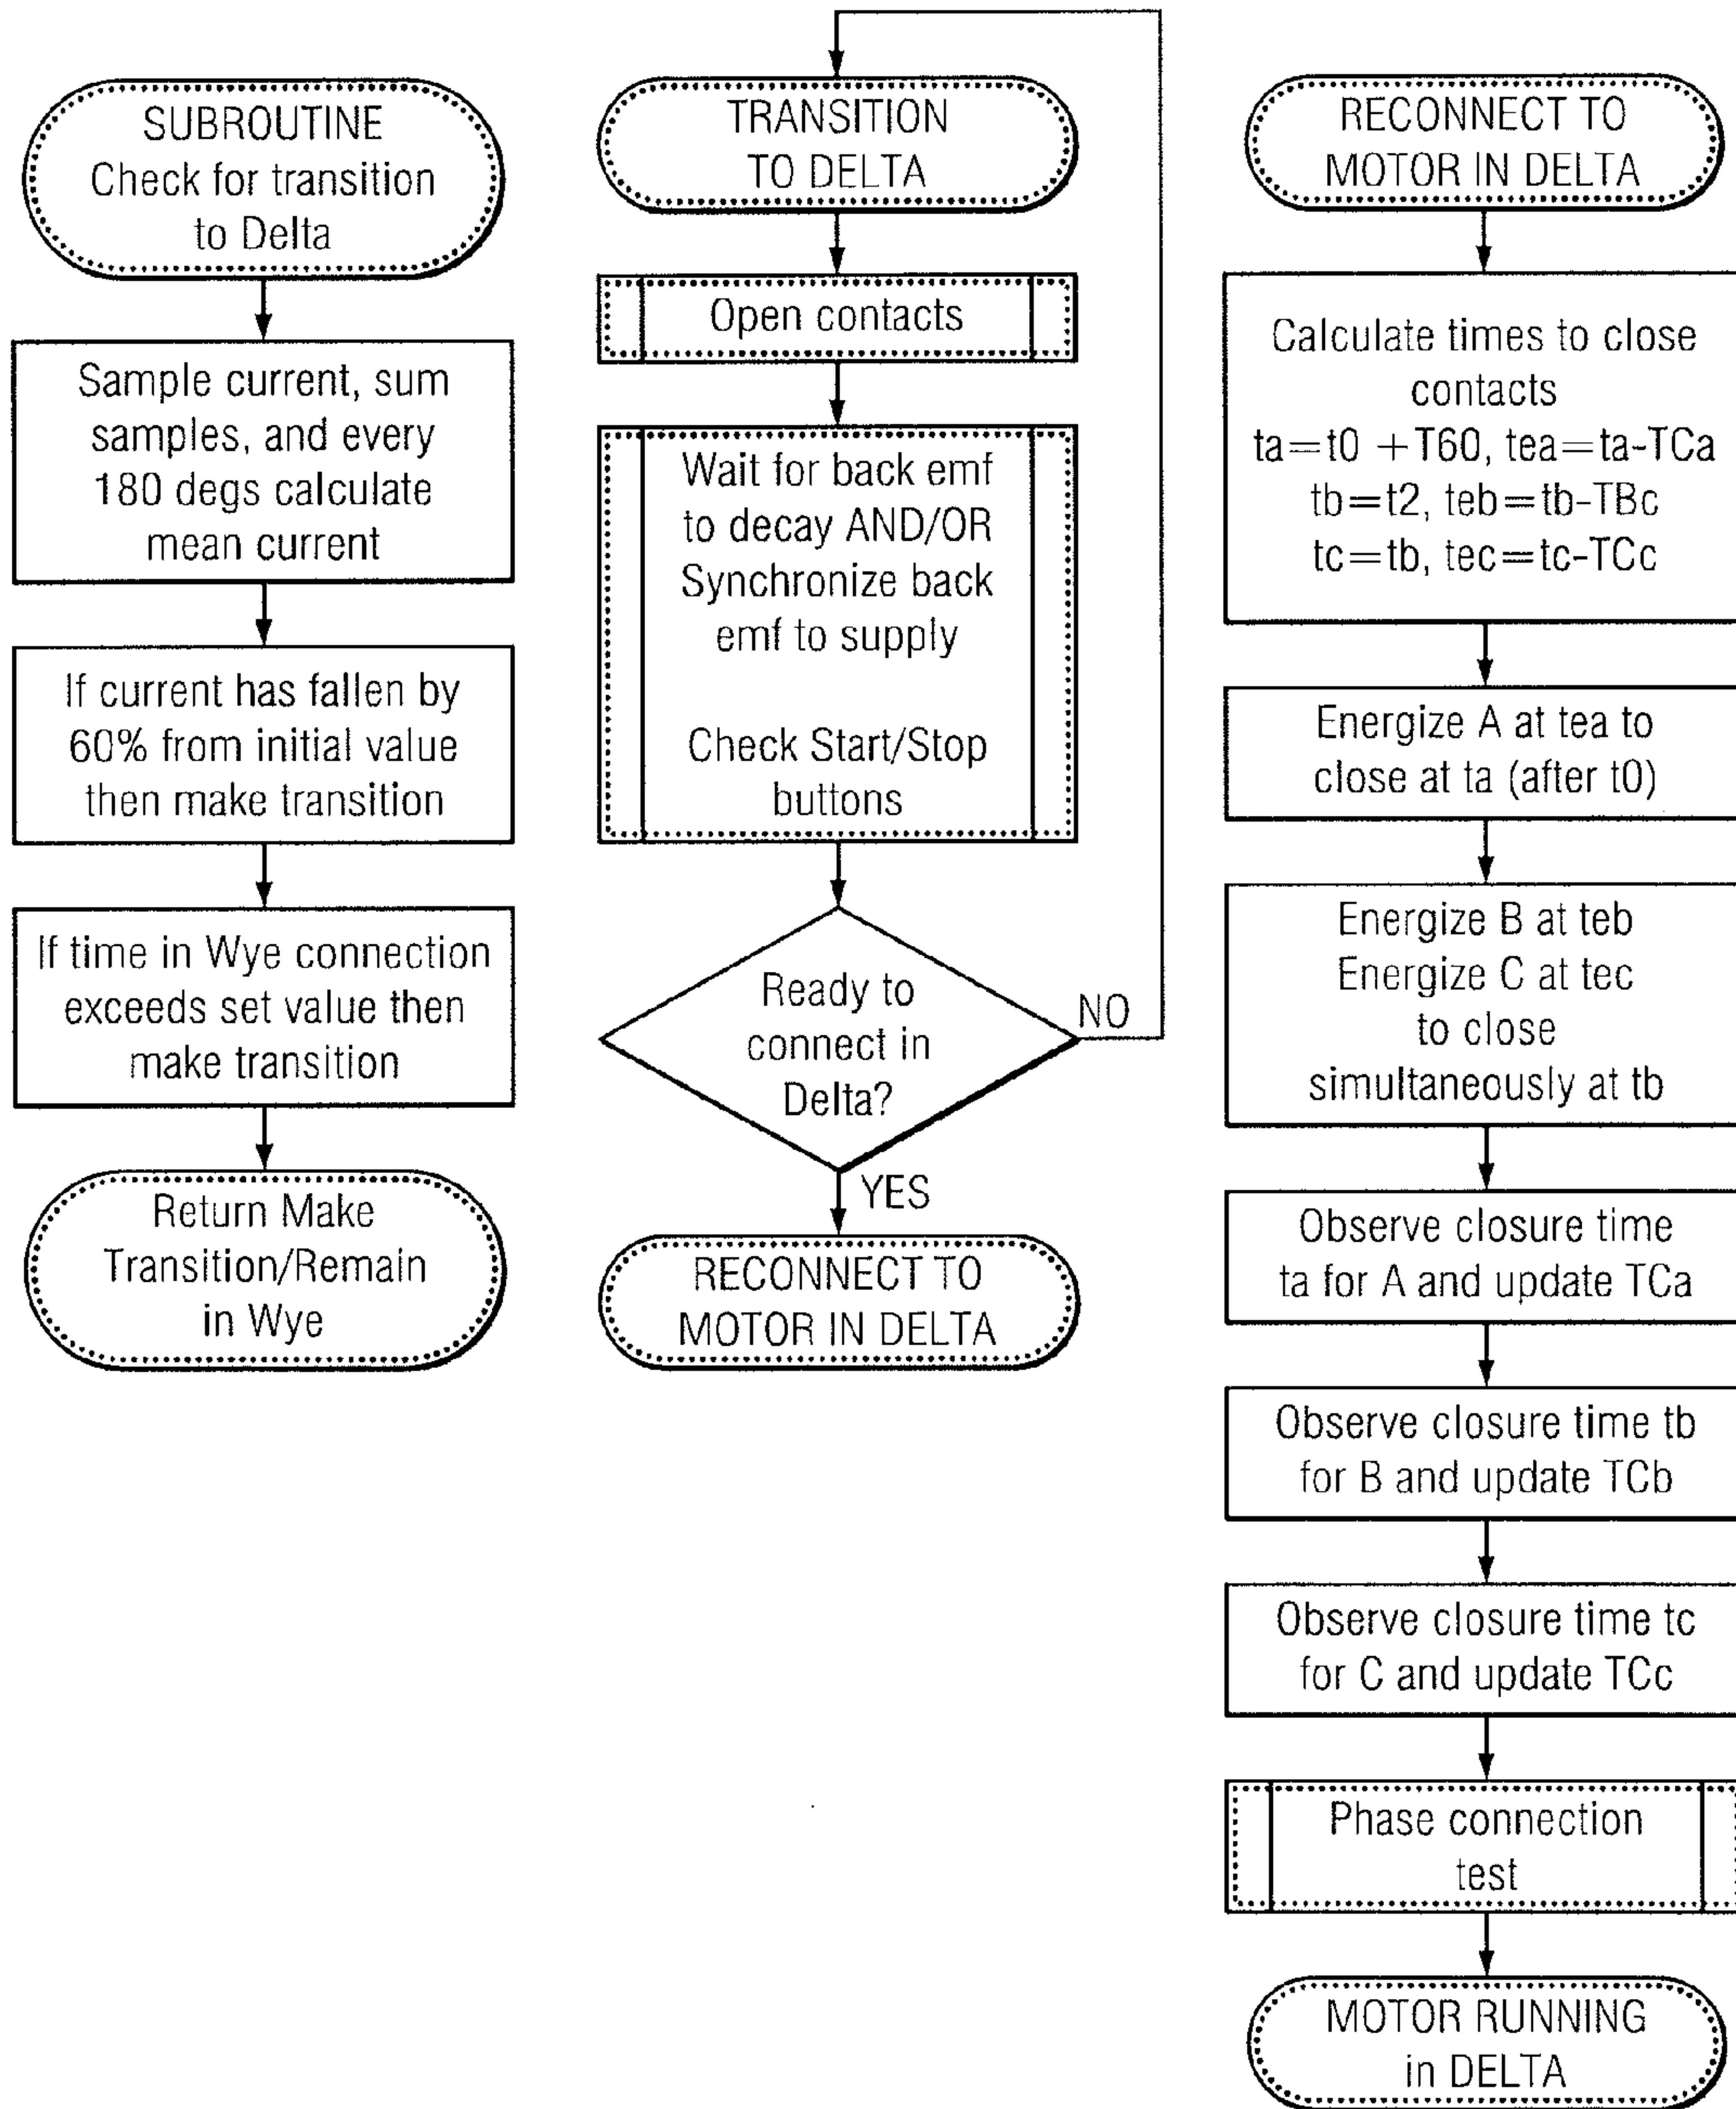 SUBROUTINE
Check for transition
to Delta
Sample current, sum
samples, and every
180 degs calculate
mean current
If current has fallen by
60% from initial value
then make transition
If time in Wye connection
exceeds set value then
make transition
Return Make
Transition/Remain
in Wye
TRANSITION
TO DELTA
Open contacts
Wait for back emf
to decay AND/OR
Synchronize back
emf to supply
Check Start/Stop
buttons
Ready to
connect in
Delta?
NO
YES
RECONNECT TO
MOTOR IN DELTA
RECONNECT TO
MOTOR IN DELTA
Calculate times to close
contacts
ta=t0 +T60, tea=ta-TCa
tb=t2, teb=tb-TBc
tc=tb, tec=tc-TCc
Energize A at tea to
close at ta (after t0)
Energize B at teb
Energize C at tec
to close
simultaneously at tb
Observe closure time
ta for A and update TCa
Observe closure time tb
for B and update TCb
Observe closure time tc
for C and update TCc
Phase connection
test
MOTOR RUNNING
in DELTA